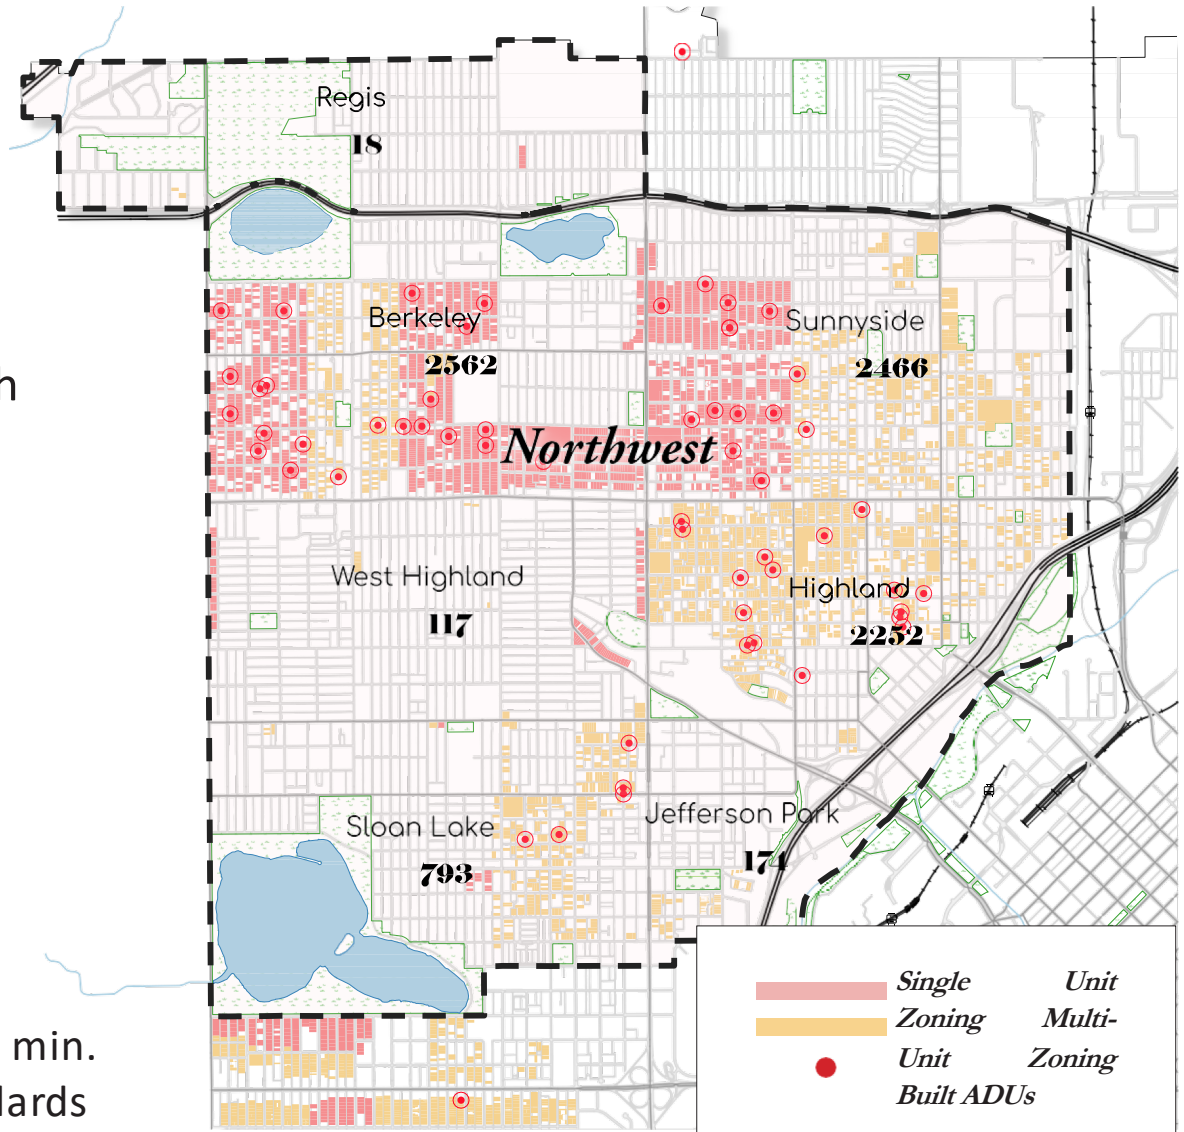 Regis
18
h
Berkeley
2562
Sunnyside
2466
Northwest
West Highland
117
Highland
2252
Jefferson Park
171
Sloan Lake
793
min.
lards
Single Unit
Zoning Multi-
Unit Zoning
Built ADUs